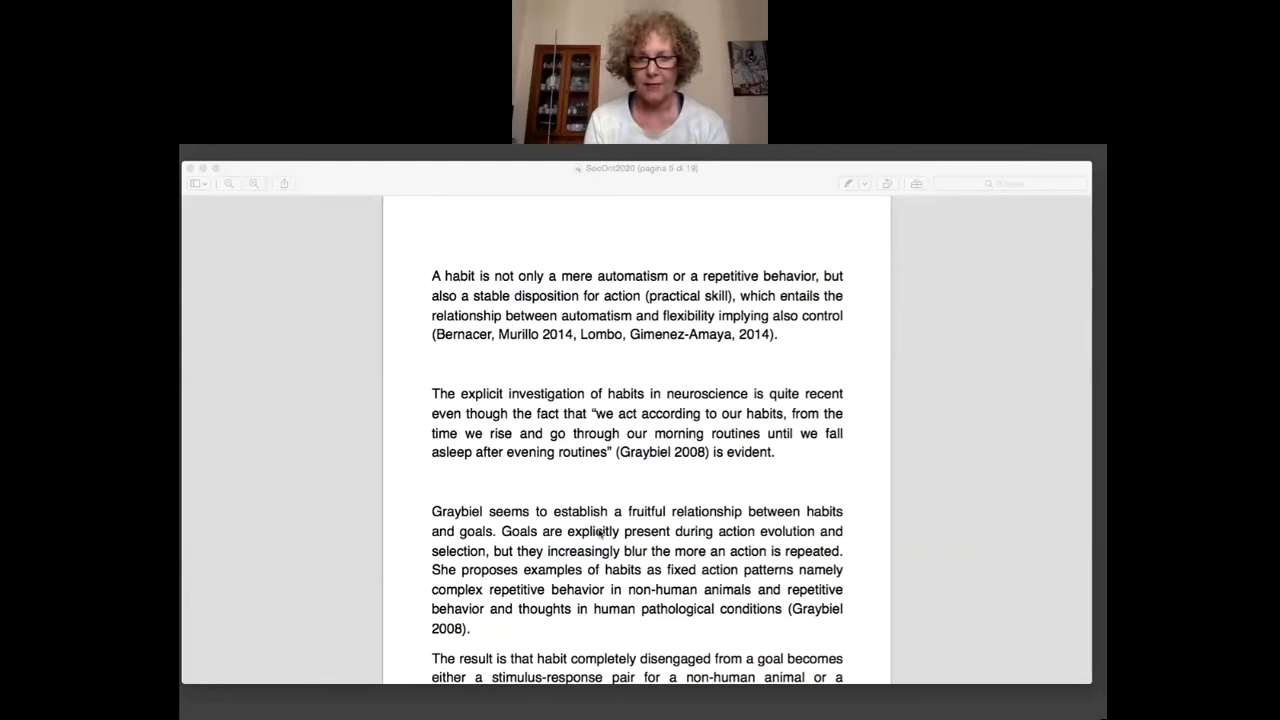 SocOnt2020 (pagina 5 di 19)
A habit is not only a mere automatism or a repetitive behavior, but
also a stable disposition for action (practical skill), which entails the
relationship between automatism and flexibility implying also control
(Bernacer, Murillo 2014, Lombo, Gimenez-Amaya, 2014).
The explicit investigation of habits in neuroscience is quite recent
even though the fact that “we act according to our habits, from the
time we rise and go through our morning routines until we fall
asleep after evening routines” (Graybiel 2008) is evident.
Graybiel seems to establish a fruitful relationship between habits
and goals. Goals are explicitly present during action evolution and
selection, but they increasingly blur the more an action is repeated.
She proposes examples of habits as fixed action patterns namely
complex repetitive behavior in non-human animals and repetitive
behavior and thoughts in human pathological conditions (Graybiel
2008).
The result is that habit completely disengaged from a goal becomes
either a stimulus-response pair for a non-human animal or a